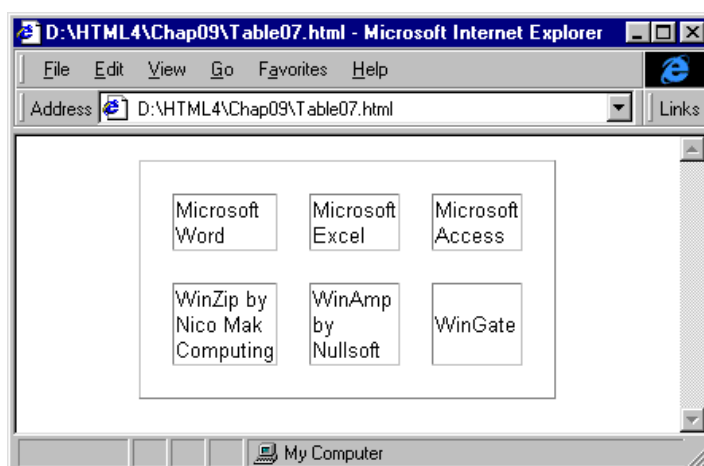 D:\HTML4\Chap09\Table07.html - Microsoft Internet Explorer
File Edit View Go Favorites Help
Address D:\HTML4\Chap09\Table07.html Links
Microsoft Word
Microsoft Excel
Microsoft Access
WinZip by
Nico Mak
Computing
WinAmp
by
Nullsoft
WinGate
My Computer